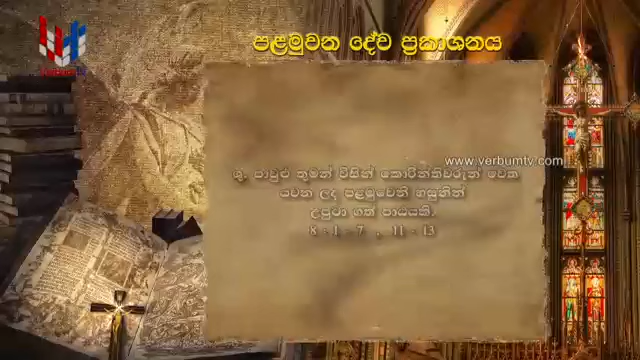 පළමුවන දේව ප්‍රකාශනය
www.verbumtv.com
ශු. පාවුළු තුමන් විසින් කොරින්තිවරුන් වෙත
යවන ලද පළමුවෙනි හසුනින්
උපුටා ගත් පාඨයකි.
8 - 1 - 7 , 11 - 13